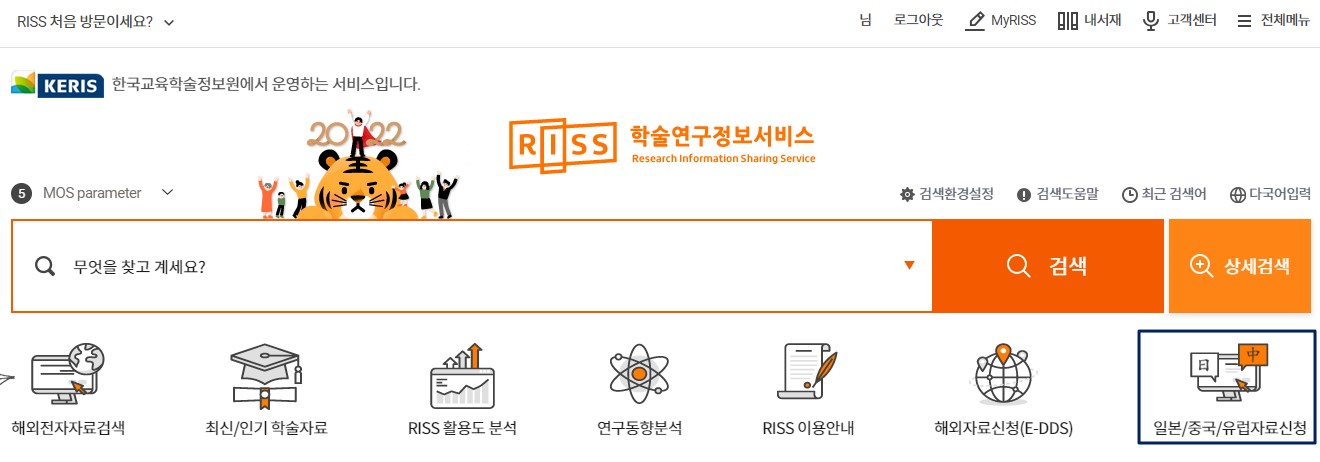 RISS 처음 방문이세요?
님 로그아웃 MyRISS 내서재 고객센터 전체메뉴
KERIS 한국교육학술정보원에서 운영하는 서비스입니다.
2022
RISS 학술연구정보서비스
Research Information Sharing Service
5 MOS parameter
검색환경설정 검색도움말 최근 검색어 다국어입력
무엇을 찾고 계세요?
검색 상세검색
日 中
해외전자자료검색 최신/인기 학술자료 RISS 활용도 분석 연구동향분석 RISS 이용안내 해외자료신청(E-DDS) 일본/중국/유럽자료신청